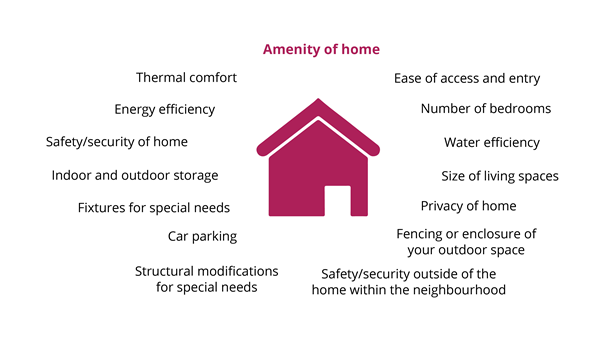 Amenity of home
Thermal comfort
Ease of access and entry
Energy efficiency
Number of bedrooms
Safety/security of home
Water efficiency
Indoor and outdoor storage
Size of living spaces
Fixtures for special needs
Privacy of home
Car parking
Fencing or enclosure of
your outdoor space
Structural modifications
for special needs
Safety/security outside of the
home within the neighbourhood